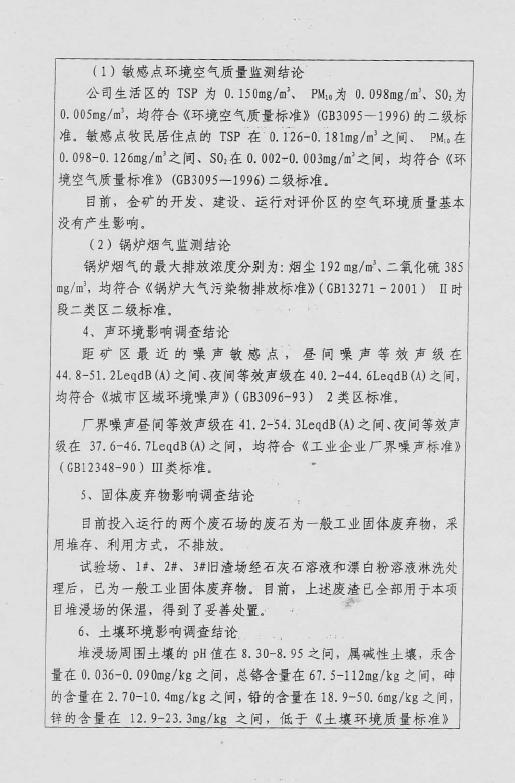 (1)敏感点环境空气质量监测结论
公司生活区的 TSP 为 0.150mg/m³、 PM₁₀为 0.098mg/m³、SO₂为
0.005mg/m³，均符合《环境空气质量标准》(GB3095—1996)的二级标
准。敏感点牧民居住点的 TSP 在 0.126-0.181mg/m³之间、 PM₁₀在
0.098-0.126mg/m³之间、SO₂在 0.002-0.003mg/m³之间，均符合《环
境空气质量标准》(GB3095—1996)二级标准。
目前，金矿的开发、建设、运行对评价区的空气环境质量基本
没有产生影响。
(2)锅炉烟气监测结论
锅炉烟气的最大排放浓度分别为：烟尘192 mg/m³、二氧化硫 385
mg/m³，均符合《锅炉大气污染物排放标准》(GB13271－2001) Ⅱ时
段二类区二级标准。
4、声环境影响调查结论
距矿区最近的噪声敏感点，昼间噪声等效声级在
44.8-51.2LeqdB(A)之间、夜间等效声级在 40.2-44.6LeqdB(A)之间，
均符合《城市区域环境噪声》(GB3096-93) 2 类区标准。
厂界噪声昼间等效声级在 41.2-54.3LeqdB(A)之间、夜间等效声
级在 37.6-46.7LeqdB(A)之间，均符合《工业企业厂界噪声标准》
(GB12348-90)Ⅲ类标准。
5、固体废弃物影响调查结论
目前投入运行的两个废石场的废石为一般工业固体废弃物，采
用堆存、利用方式，不排放。
试验场、1#、2#、3#旧渣场经石灰石溶液和漂白粉溶液淋洗处
理后，已为一般工业固体废弃物。目前，上述废渣已全部用于本项
目堆浸场的保温，得到了妥善处置。
6、土壤环境影响调查结论
堆浸场周围土壤的 pH 值在 8.30-8.95 之间，属碱性土壤，汞含
量在 0.036-0.090mg/kg 之间，总铬含量在 67.5-112mg/kg 之间，砷
的含量在 2.70-10.4mg/kg 之间，铅的含量在 18.9-50.6mg/kg 之间，
锌的含量在 12.9-23.3mg/kg 之间，低于《土壤环境质量标准》